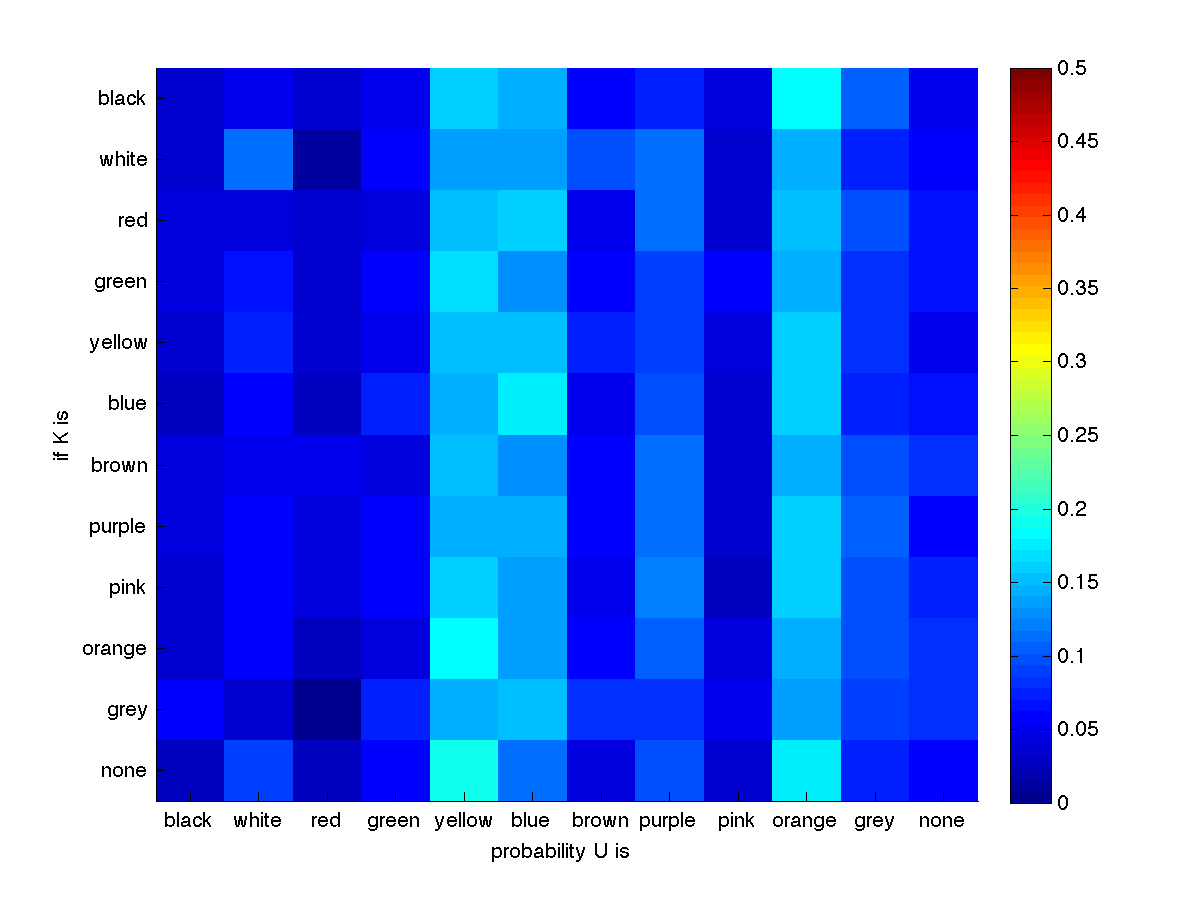 black
white
red
green
yellow
blue
brown
purple
pink
orange
grey
none
if K is
black white red green yellow blue brown purple pink orange grey none
probability U is
0.5
0.45
0.4
0.35
0.3
0.25
0.2
0.15
0.1
0.05
0